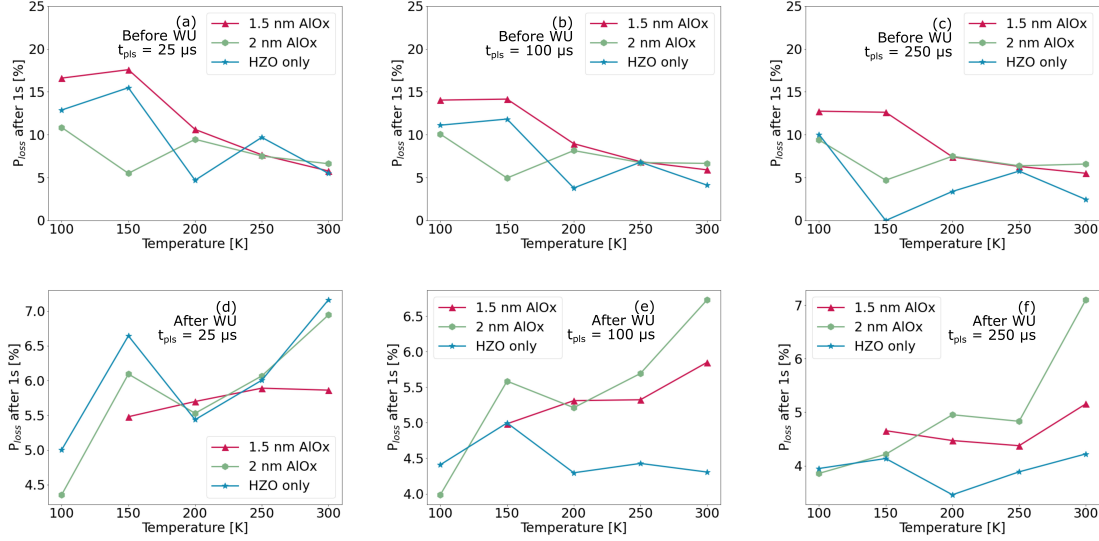 (a)
Before WU
t_pls = 25 µs
1.5 nm AlOx
2 nm AlOx
HZO only
P_loss after 1s [%]
25
20
15
10
5
0
100 150 200 250 300
Temperature [K]
(b)
Before WU
t_pls = 100 µs
1.5 nm AlOx
2 nm AlOx
HZO only
P_loss after 1s [%]
25
20
15
10
5
0
100 150 200 250 300
Temperature [K]
(c)
Before WU
t_pls = 250 µs
1.5 nm AlOx
2 nm AlOx
HZO only
P_loss after 1s [%]
25
20
15
10
5
0
100 150 200 250 300
Temperature [K]
(d)
After WU
t_pls = 25 µs
1.5 nm AlOx
2 nm AlOx
HZO only
P_loss after 1s [%]
7.0
6.5
6.0
5.5
5.0
4.5
100 150 200 250 300
Temperature [K]
(e)
After WU
t_pls = 100 µs
1.5 nm AlOx
2 nm AlOx
HZO only
P_loss after 1s [%]
6.5
6.0
5.5
5.0
4.5
4.0
100 150 200 250 300
Temperature [K]
(f)
After WU
t_pls = 250 µs
1.5 nm AlOx
2 nm AlOx
HZO only
P_loss after 1s [%]
7
6
5
4
100 150 200 250 300
Temperature [K]